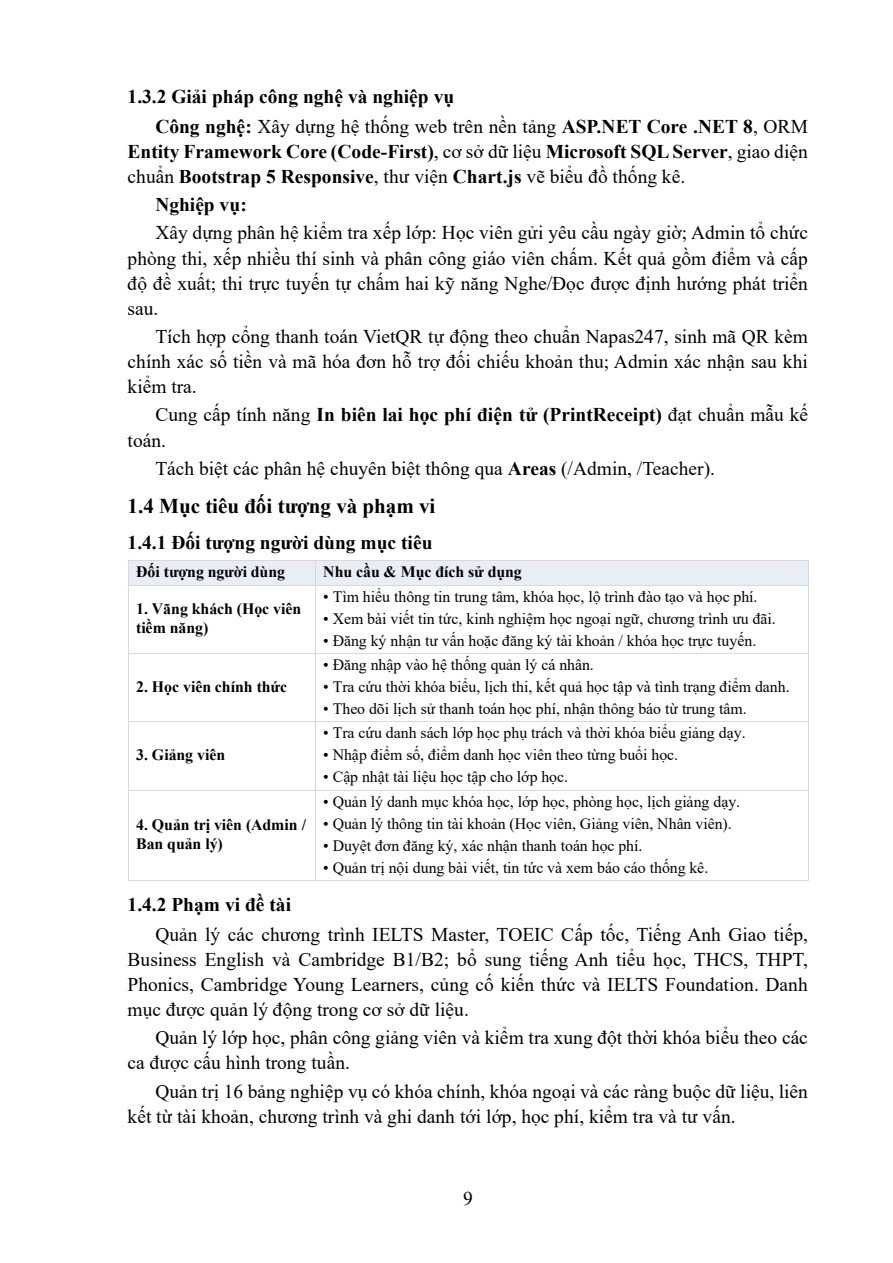 1.3.2 Giải pháp công nghệ và nghiệp vụ
Công nghệ: Xây dựng hệ thống web trên nền tảng ASP.NET Core .NET 8, ORM
Entity Framework Core (Code-First), cơ sở dữ liệu Microsoft SQL Server, giao diện
chuẩn Bootstrap 5 Responsive, thư viện Chart.js vẽ biểu đồ thống kê.
Nghiệp vụ:
Xây dựng phân hệ kiểm tra xếp lớp: Học viên gửi yêu cầu ngày giờ; Admin tổ chức
phòng thi, xếp nhiều thí sinh và phân công giáo viên chấm. Kết quả gồm điểm và cấp
độ đề xuất; thi trực tuyến tự chấm hai kỹ năng Nghe/Đọc được định hướng phát triển
sau.
Tích hợp cổng thanh toán VietQR tự động theo chuẩn Napas247, sinh mã QR kèm
chính xác số tiền và mã hóa đơn hỗ trợ đối chiếu khoản thu; Admin xác nhận sau khi
kiểm tra.
Cung cấp tính năng In biên lai học phí điện tử (PrintReceipt) đạt chuẩn mẫu kế
toán.
Tách biệt các phân hệ chuyên biệt thông qua Areas (/Admin, /Teacher).
1.4 Mục tiêu đối tượng và phạm vi
1.4.1 Đối tượng người dùng mục tiêu
Đối tượng người dùng Nhu cầu & Mục đích sử dụng
1. Vãng khách (Học viên
tiềm năng)
• Tìm hiểu thông tin trung tâm, khóa học, lộ trình đào tạo và học phí.
• Xem bài viết tin tức, kinh nghiệm học ngoại ngữ, chương trình ưu đãi.
• Đăng ký nhận tư vấn hoặc đăng ký tài khoản / khóa học trực tuyến.
2. Học viên chính thức
• Đăng nhập vào hệ thống quản lý cá nhân.
• Tra cứu thời khóa biểu, lịch thi, kết quả học tập và tình trạng điểm danh.
• Theo dõi lịch sử thanh toán học phí, nhận thông báo từ trung tâm.
3. Giảng viên
• Tra cứu danh sách lớp học phụ trách và thời khóa biểu giảng dạy.
• Nhập điểm số, điểm danh học viên theo từng buổi học.
• Cập nhật tài liệu học tập cho lớp học.
4. Quản trị viên (Admin /
Ban quản lý)
• Quản lý danh mục khóa học, lớp học, phòng học, lịch giảng dạy.
• Quản lý thông tin tài khoản (Học viên, Giảng viên, Nhân viên).
• Duyệt đơn đăng ký, xác nhận thanh toán học phí.
• Quản trị nội dung bài viết, tin tức và xem báo cáo thống kê.
1.4.2 Phạm vi đề tài
Quản lý các chương trình IELTS Master, TOEIC Cấp tốc, Tiếng Anh Giao tiếp,
Business English và Cambridge B1/B2; bổ sung tiếng Anh tiểu học, THCS, THPT,
Phonics, Cambridge Young Learners, củng cố kiến thức và IELTS Foundation. Danh
mục được quản lý động trong cơ sở dữ liệu.
Quản lý lớp học, phân công giảng viên và kiểm tra xung đột thời khóa biểu theo các
ca được cấu hình trong tuần.
Quản trị 16 bảng nghiệp vụ có khóa chính, khóa ngoại và các ràng buộc dữ liệu, liên
kết từ tài khoản, chương trình và ghi danh tới lớp, học phí, kiểm tra và tư vấn.
9